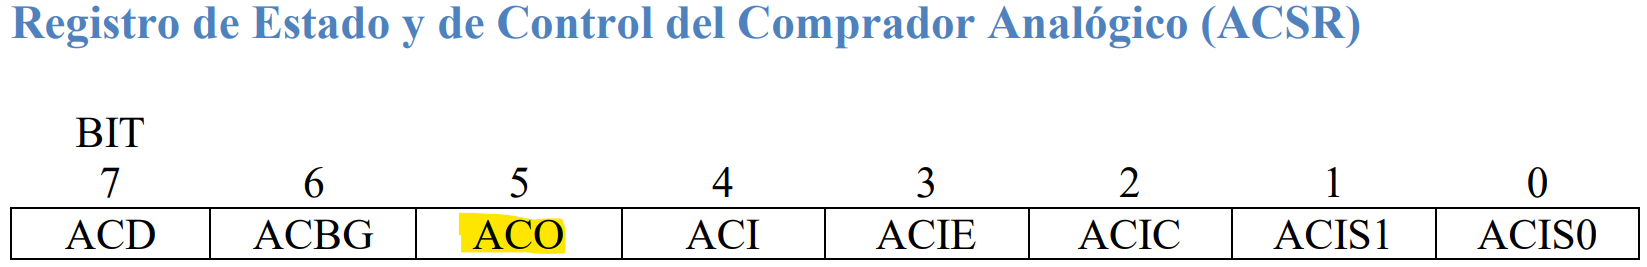 Registro de Estado y de Control del Comprador Analógico (ACSR)
BIT
7 6 5 4 3 2 1 0
ACD ACBG ACO ACI ACIE ACIC ACIS1 ACIS0